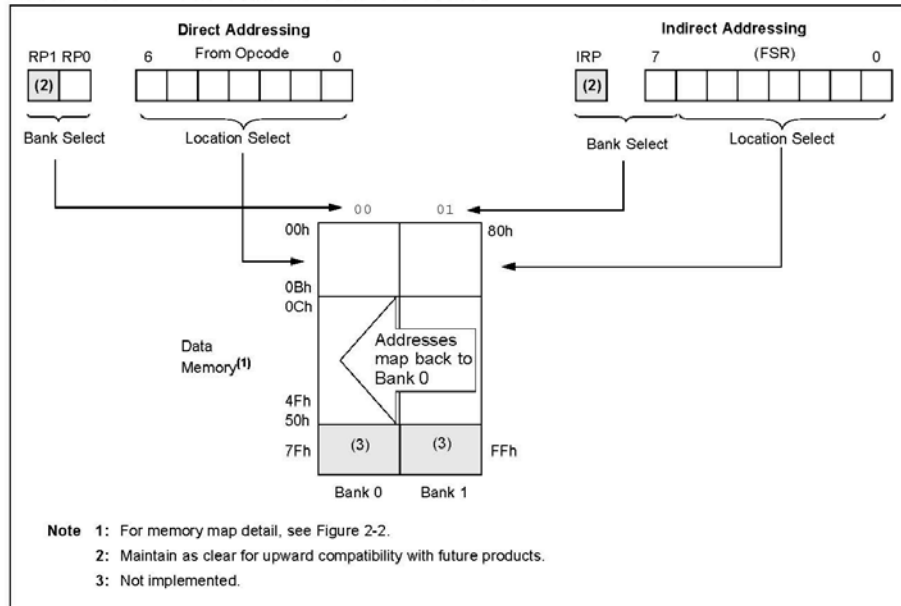 Direct Addressing
RP1 RP0 6 From Opcode 0
(2)
Bank Select Location Select
Indirect Addressing
IRP 7 (FSR) 0
(2)
Bank Select Location Select
00 01
00h 80h
0Bh
0Ch
Addresses
map back to
Bank 0
Data
Memory(1)
4Fh
50h
7Fh (3) (3) FFh
Bank 0 Bank 1
Note 1: For memory map detail, see Figure 2-2.
2: Maintain as clear for upward compatibility with future products.
3: Not implemented.